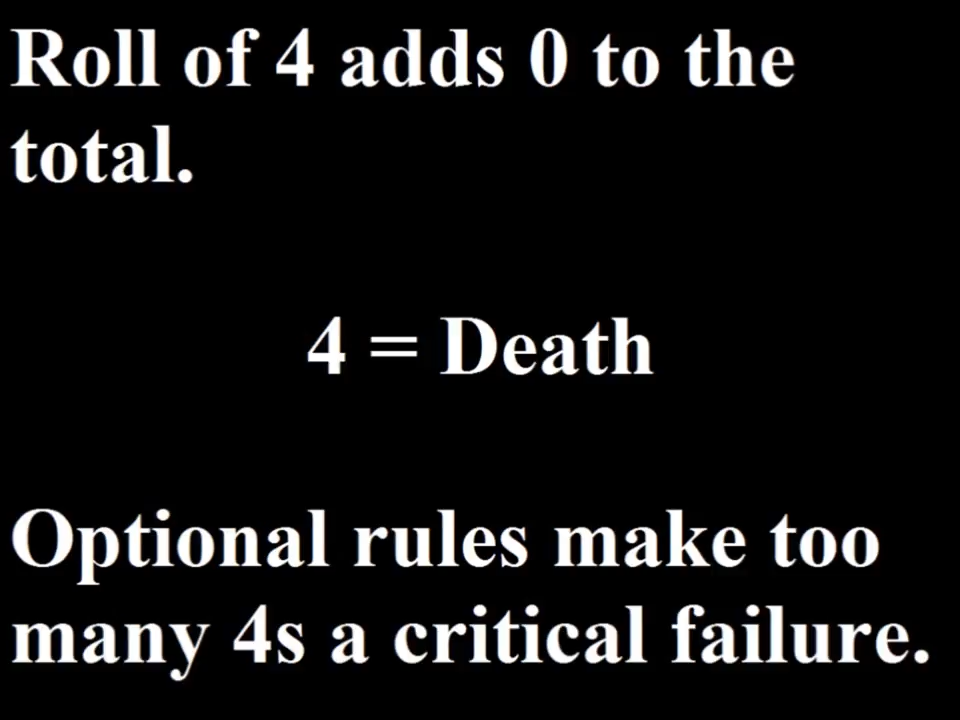 Roll of 4 adds 0 to the
total.
4 = Death
Optional rules make too
many 4s a critical failure.